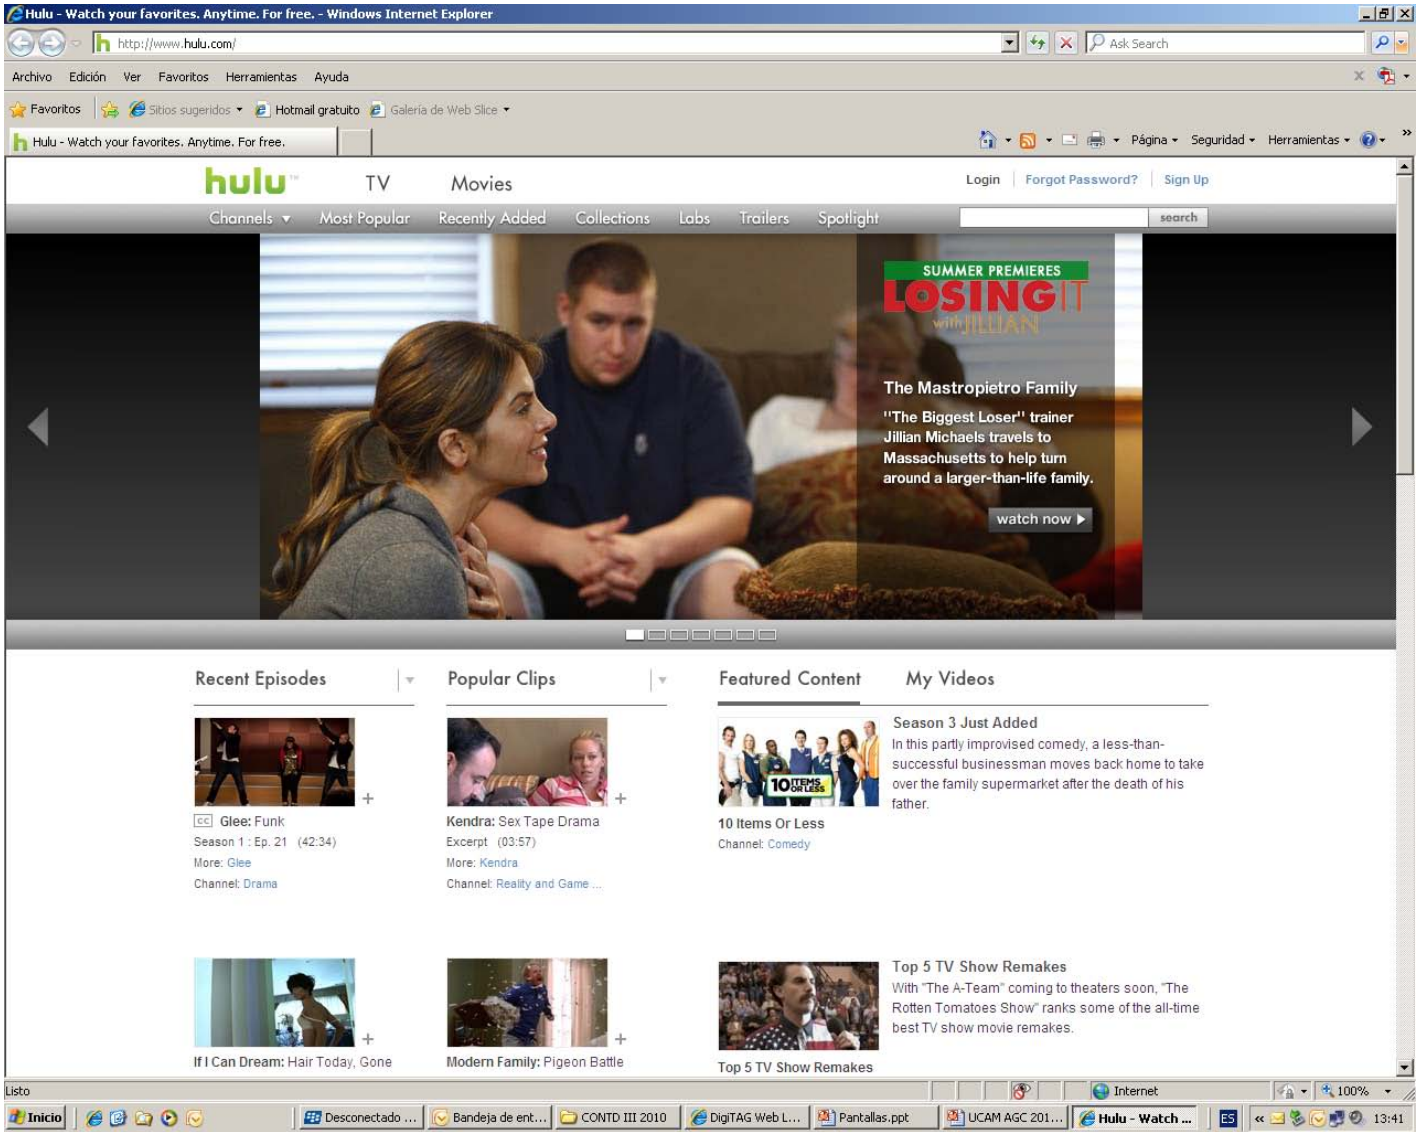 Hulu - Watch your favorites. Anytime. For free. - Windows Internet Explorer
http://www.hulu.com/
Ask Search
Archivo Edición Ver Favoritos Herramientas Ayuda
Favoritos Sitios sugeridos Hotmail gratuito Galería de Web Slice
Hulu - Watch your favorites. Anytime. For free.
Página Seguridad Herramientas
hulu™ TV Movies
Login Forgot Password? Sign Up
Channels Most Popular Recently Added Collections Labs Trailers Spotlight
search
SUMMER PREMIERES
LOSING IT
with JILLIAN
The Mastropietro Family
"The Biggest Loser" trainer
Jillian Michaels travels to
Massachusetts to help turn
around a larger-than-life family.
watch now
Recent Episodes
CC Glee: Funk
Season 1 : Ep. 21 (42:34)
More: Glee
Channel: Drama
If I Can Dream: Hair Today, Gone
Popular Clips
Kendra: Sex Tape Drama
Excerpt (03:57)
More: Kendra
Channel: Reality and Game ...
Modern Family: Pigeon Battle
Featured Content My Videos
10 ITEMS OR LESS
10 Items Or Less
Channel: Comedy
Season 3 Just Added
In this partly improvised comedy, a less-than-
successful businessman moves back home to take
over the family supermarket after the death of his
father.
Top 5 TV Show Remakes
Top 5 TV Show Remakes
With "The A-Team" coming to theaters soon, "The
Rotten Tomatoes Show" ranks some of the all-time
best TV show movie remakes.
Listo
Internet
100%
Inicio
Desconectado ...
Bandeja de ent...
CONTD III 2010
DigiTAG Web L...
Pantallas.ppt
UCAM AGC 201...
Hulu - Watch ...
ES
13:41